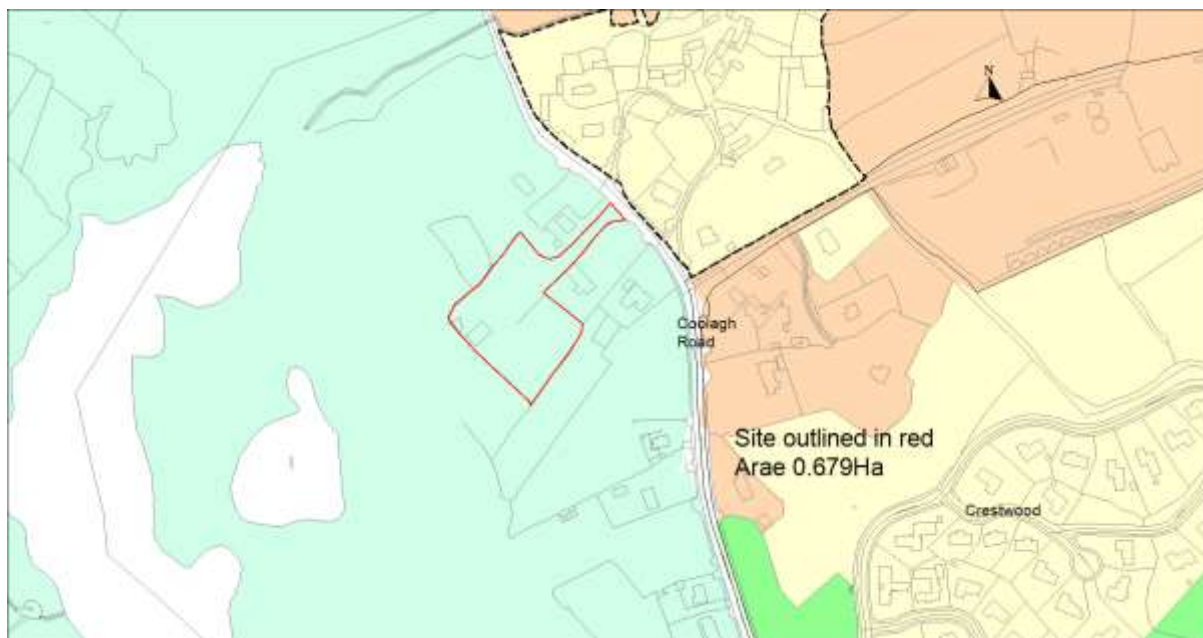 N
Coolagh
Road
Site outlined in red
Arae 0.679Ha
Crestwood